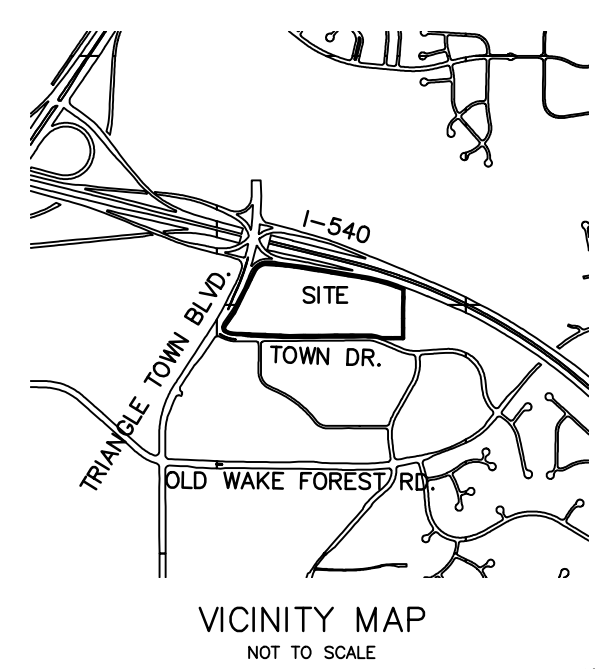 I-540
SITE
TRIANGLE TOWN BLVD.
TOWN DR.
OLD WAKE FOREST RD.
VICINITY MAP
NOT TO SCALE